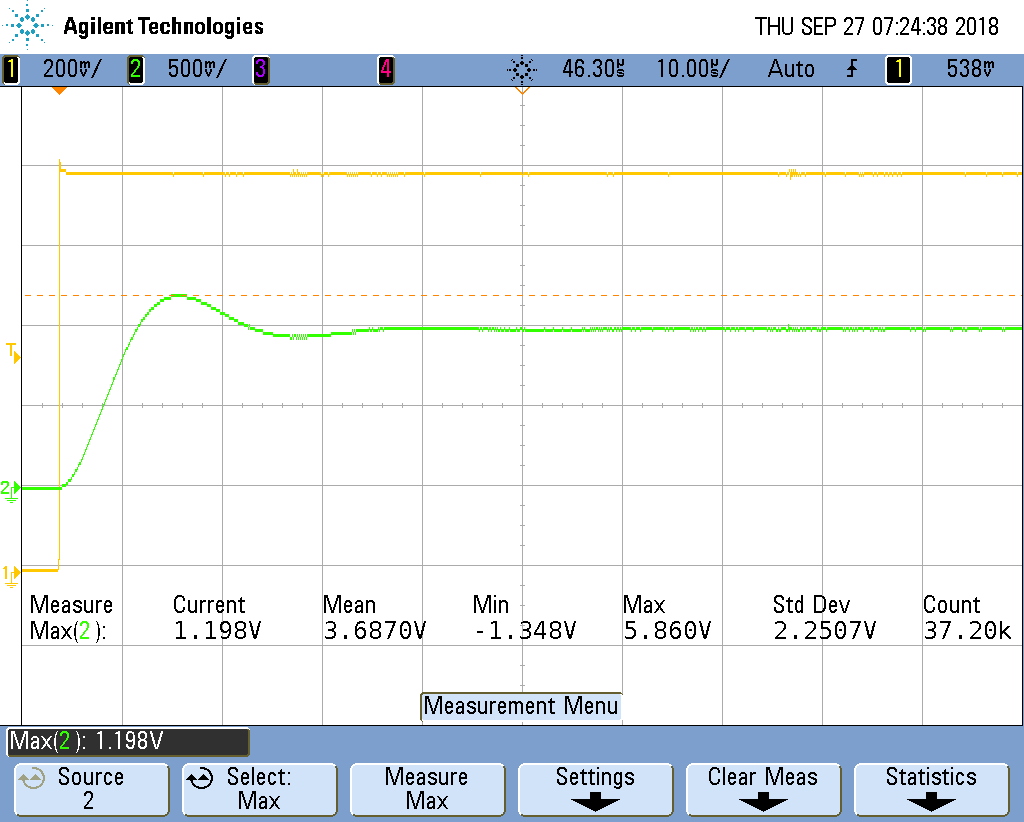 Agilent Technologies THU SEP 27 07:24:38 2018
1 200mV/ 2 500mV/ 3 4 46.30µs 10.00µs/ Auto 1 538mV
T
2
1
Measure Current Mean Min Max Std Dev Count
Max(2): 1.198V 3.6870V -1.348V 5.860V 2.2507V 37.20k
Measurement Menu
Max(2): 1.198V
Source Select: Measure Settings Clear Meas Statistics
2 Max Max